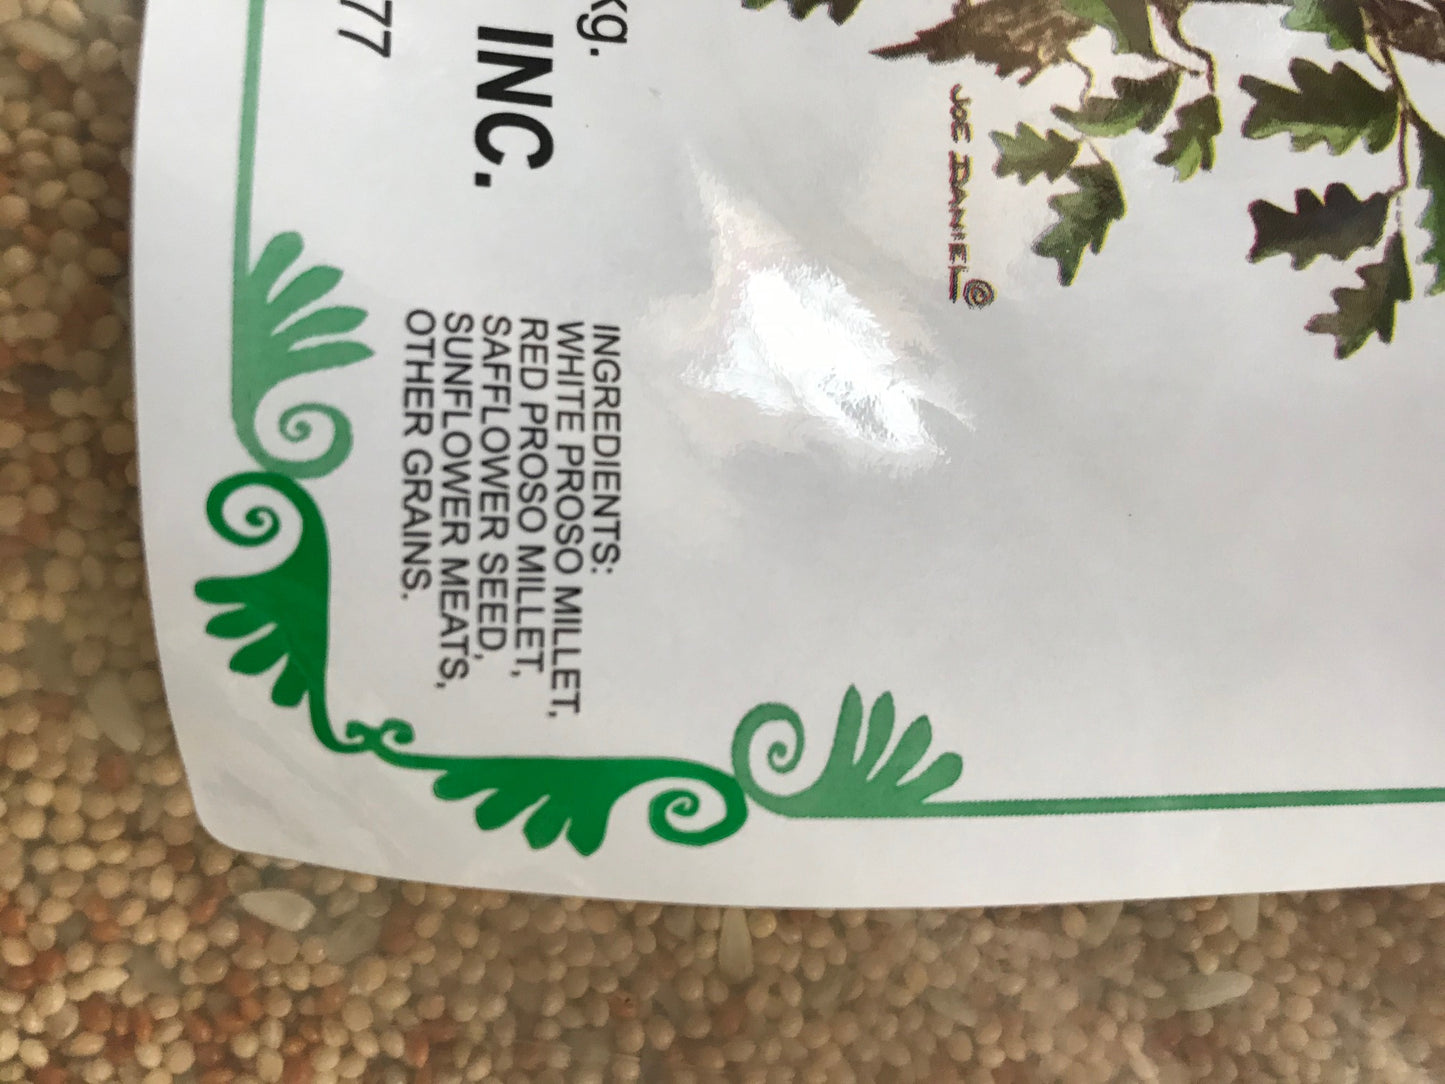 JOE DANIEL ©
kg.
INC.
77
INGREDIENTS:
WHITE PROSO MILLET,
RED PROSO MILLET,
SAFFLOWER SEED,
SUNFLOWER MEATS,
OTHER GRAINS.